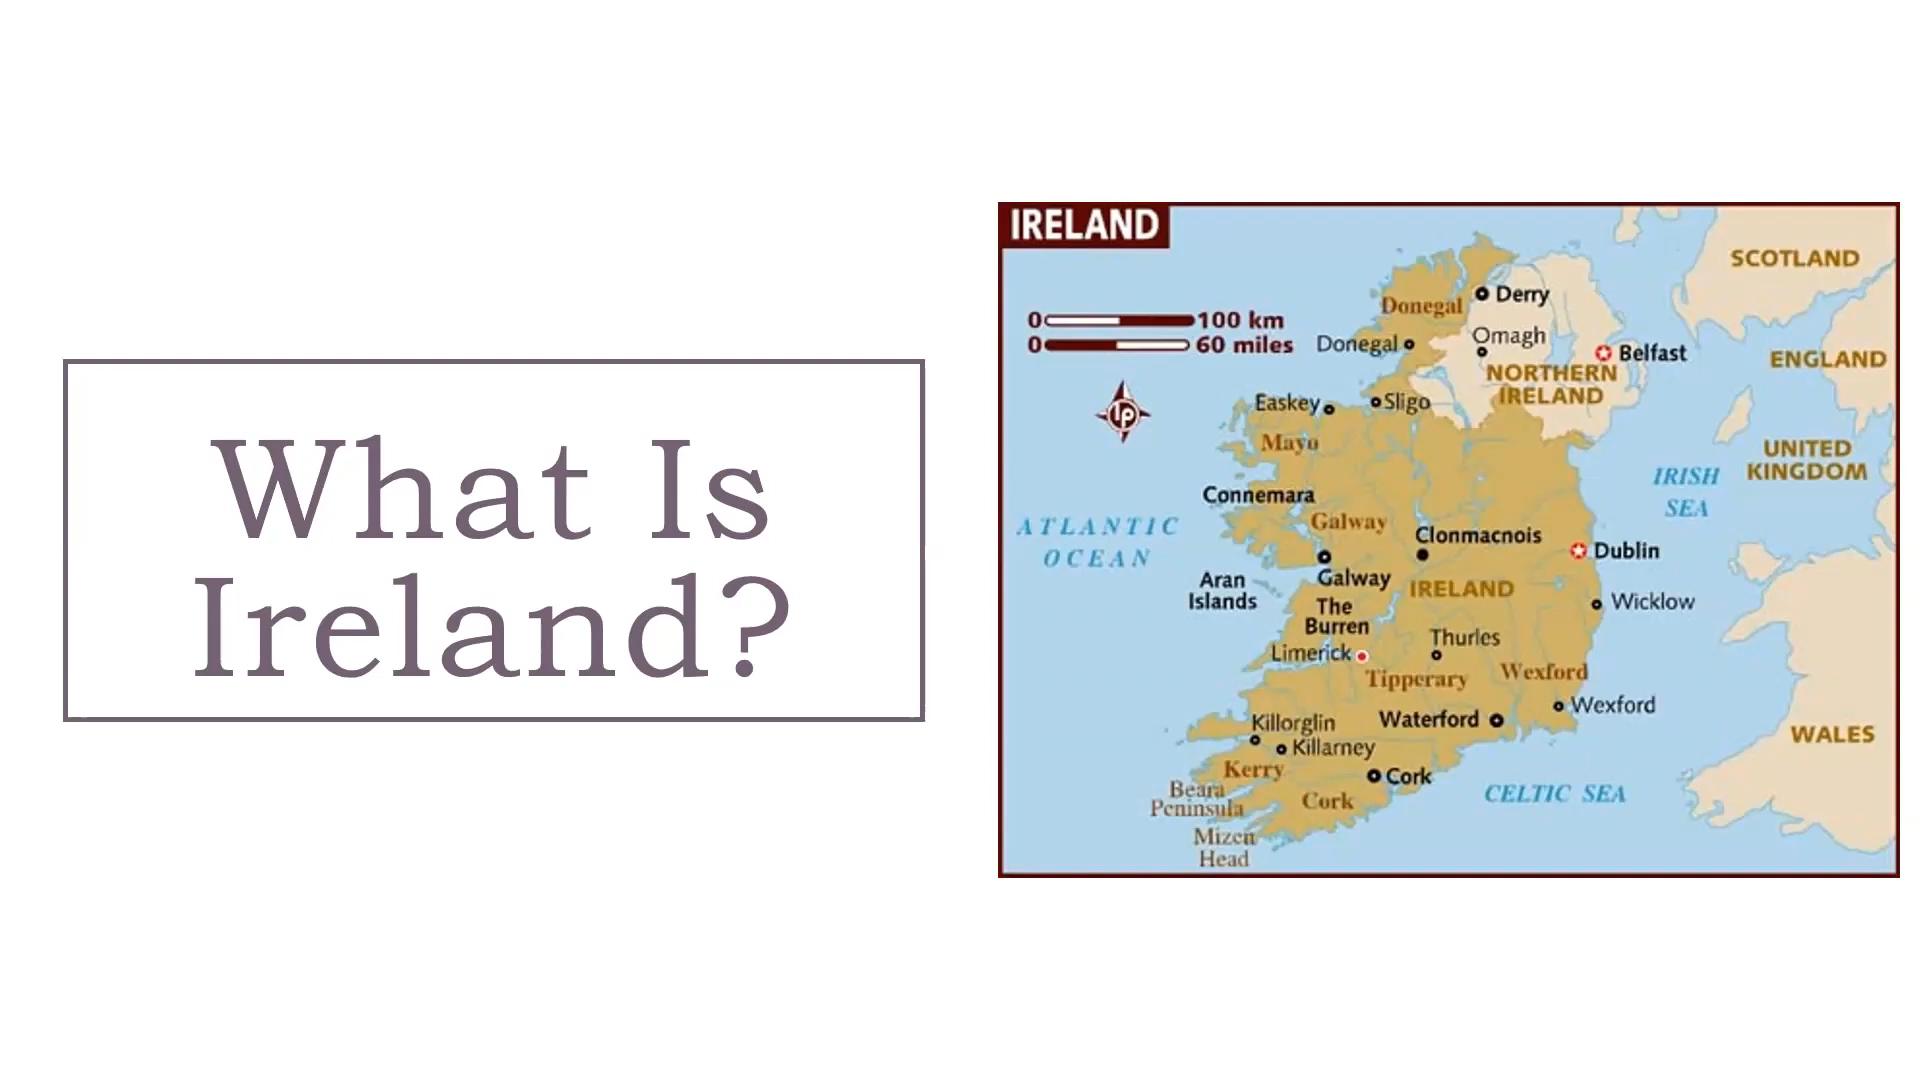 What Is
Ireland?
IRELAND
SCOTLAND
Derry
Donegal
0 100 km
Omagh
0 60 miles
Donegal
Belfast
ENGLAND
NORTHERN
IRELAND
Easkey
Sligo
lp
Mayo
UNITED
KINGDOM
IRISH
SEA
Connemara
Galway
ATLANTIC
OCEAN
Clonmacnois
Dublin
Galway
Aran
Islands
IRELAND
Wicklow
The
Burren
Thurles
Limerick
Tipperary
Wexford
Wexford
Waterford
Killorglin
WALES
Killarney
Kerry
Cork
Beara
Peninsula
CELTIC SEA
Cork
Mizen
Head